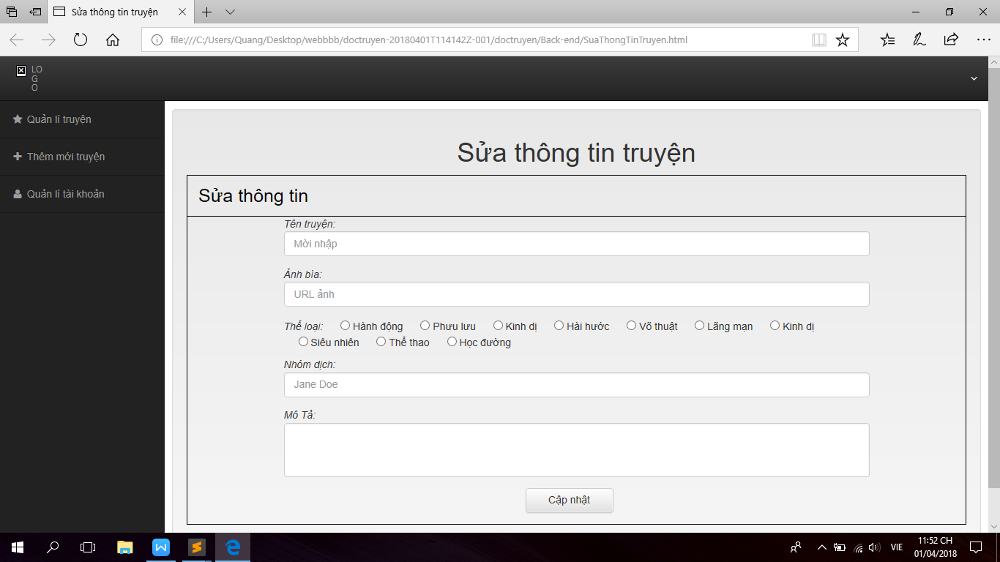 Sửa thông tin truyện
file:///C:/Users/Quang/Desktop/webbbb/doctruyen-20180401T114142Z-001/doctruyen/Back-end/SuaThongTinTruyen.html
LO
G
O
Quản lí truyện
Thêm mới truyện
Quản lí tài khoản
Sửa thông tin truyện
Sửa thông tin
Tên truyện:
Mời nhập
Ảnh bìa:
URL ảnh
Thể loại: Hành động Phưu lưu Kinh dị Hài hước Võ thuật Lãng mạn Kinh dị
Siêu nhiên Thể thao Học đường
Nhóm dịch:
Jane Doe
Mô Tả:
Cập nhật
VIE
11:52 CH
01/04/2018